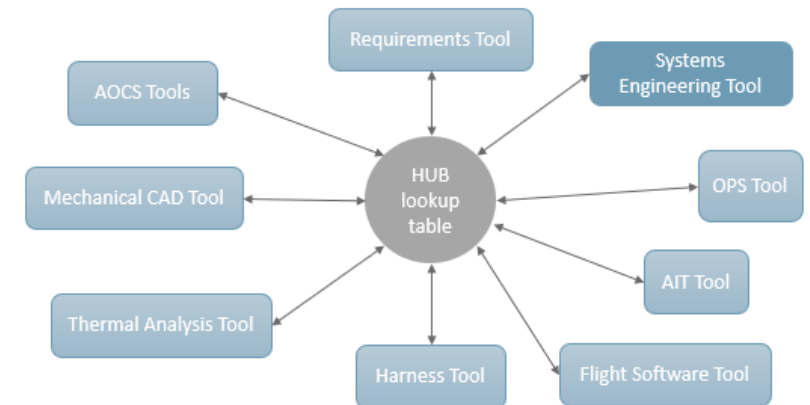 Requirements Tool
Systems
Engineering Tool
AOCS Tools
HUB
lookup
table
Mechanical CAD Tool
OPS Tool
AIT Tool
Thermal Analysis Tool
Harness Tool
Flight Software Tool